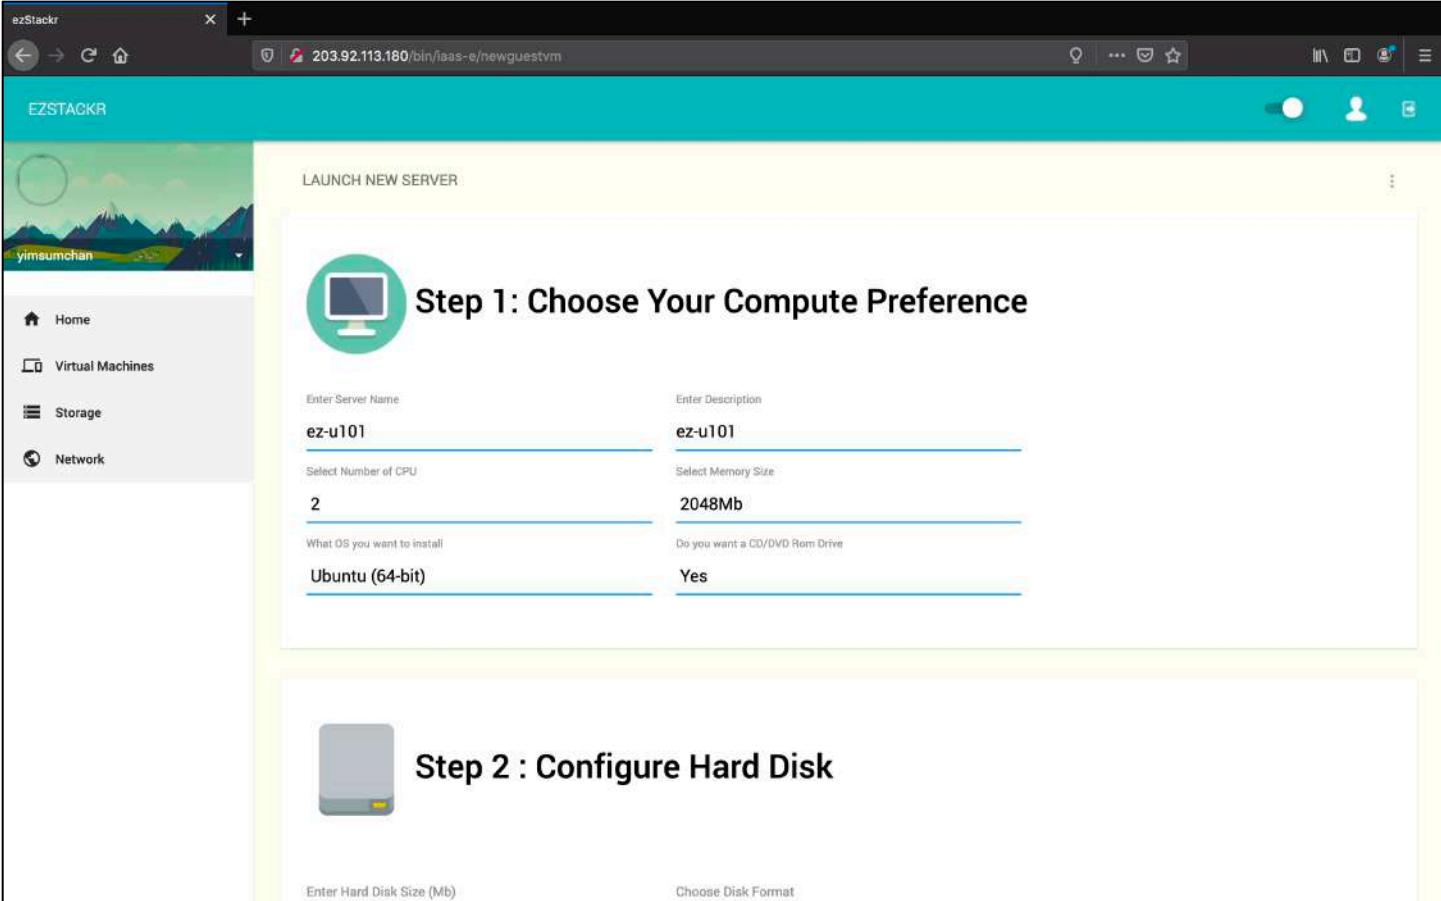 ezStackr
203.92.113.180/bin/iaas-e/newguestvm
EZSTACKR
yimsumchan
Home
Virtual Machines
Storage
Network
LAUNCH NEW SERVER
Step 1: Choose Your Compute Preference
Enter Server Name Enter Description
ez-u101 ez-u101
Select Number of CPU Select Memory Size
2 2048Mb
What OS you want to install Do you want a CD/DVD Rom Drive
Ubuntu (64-bit) Yes
Step 2 : Configure Hard Disk
Enter Hard Disk Size (Mb) Choose Disk Format